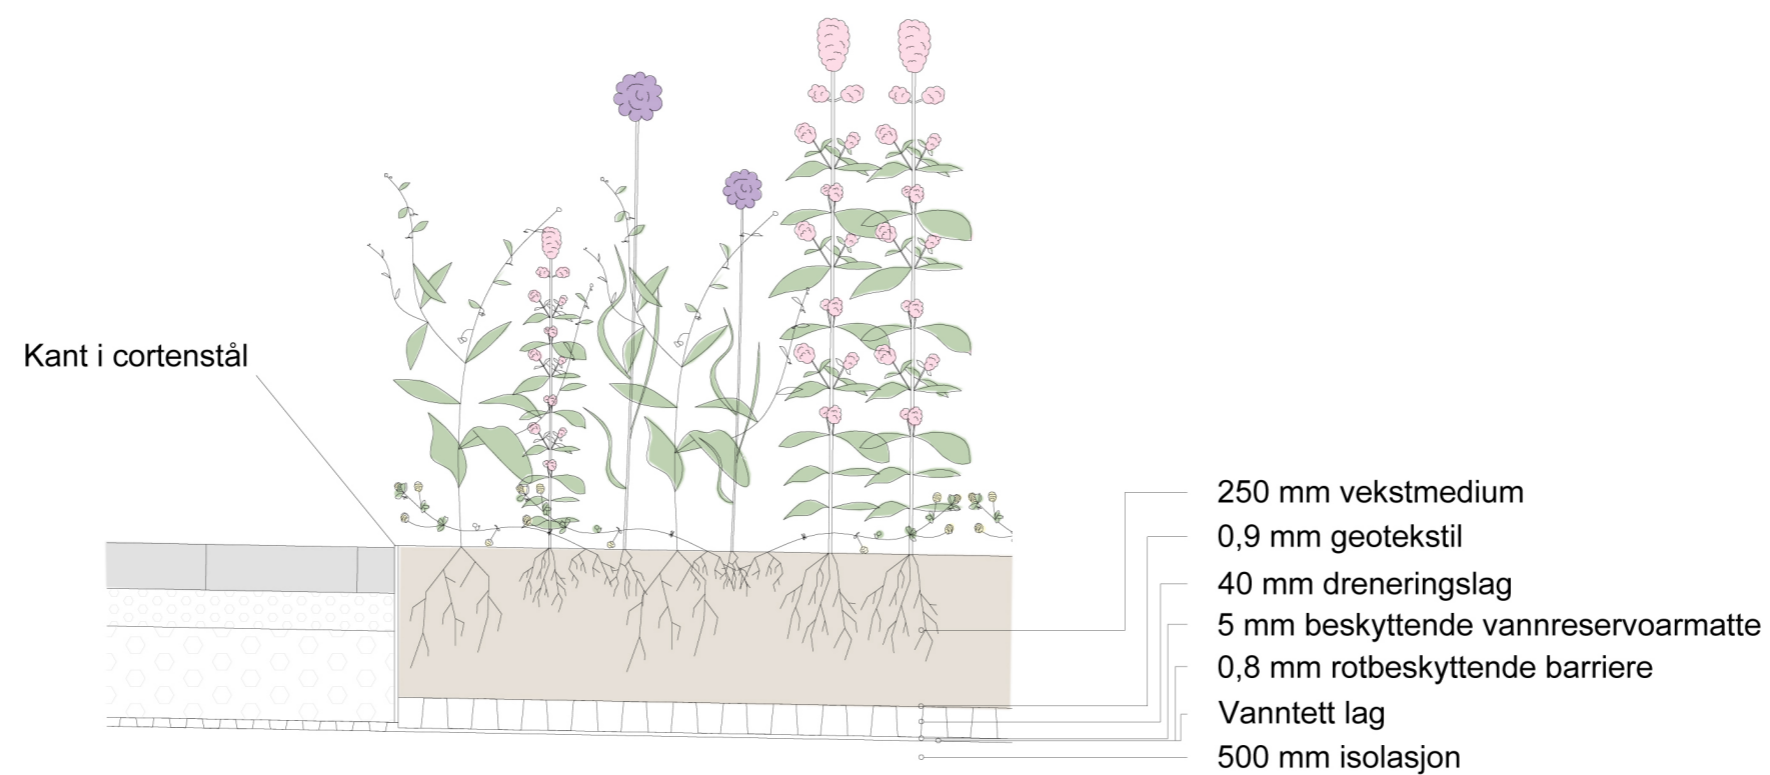 Kant i cortenstål
250 mm vekstmedium
0,9 mm geotekstil
40 mm dreneringslag
5 mm beskyttende vannreservoarmatte
0,8 mm rotbeskyttende barriere
Vanntett lag
500 mm isolasjon